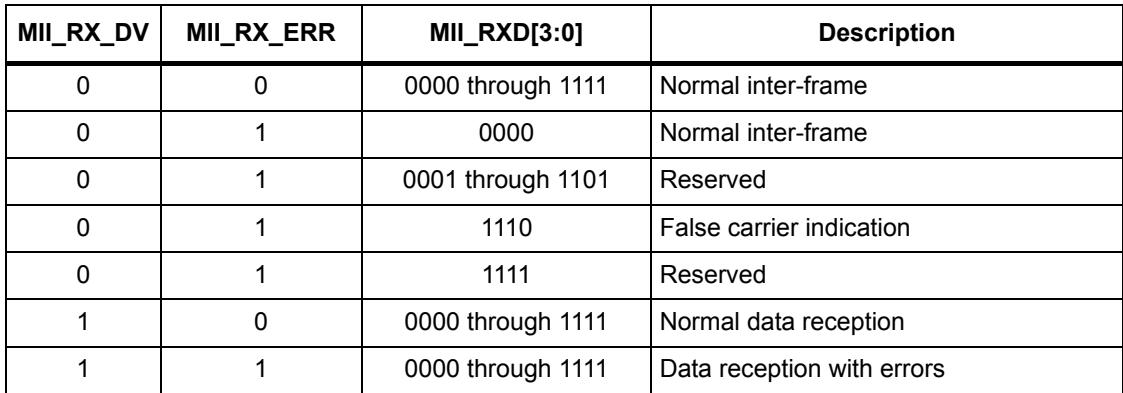 MII_RX_DV MII_RX_ERR MII_RXD[3:0] Description
0 0 0000 through 1111 Normal inter-frame
0 1 0000 Normal inter-frame
0 1 0001 through 1101 Reserved
0 1 1110 False carrier indication
0 1 1111 Reserved
1 0 0000 through 1111 Normal data reception
1 1 0000 through 1111 Data reception with errors